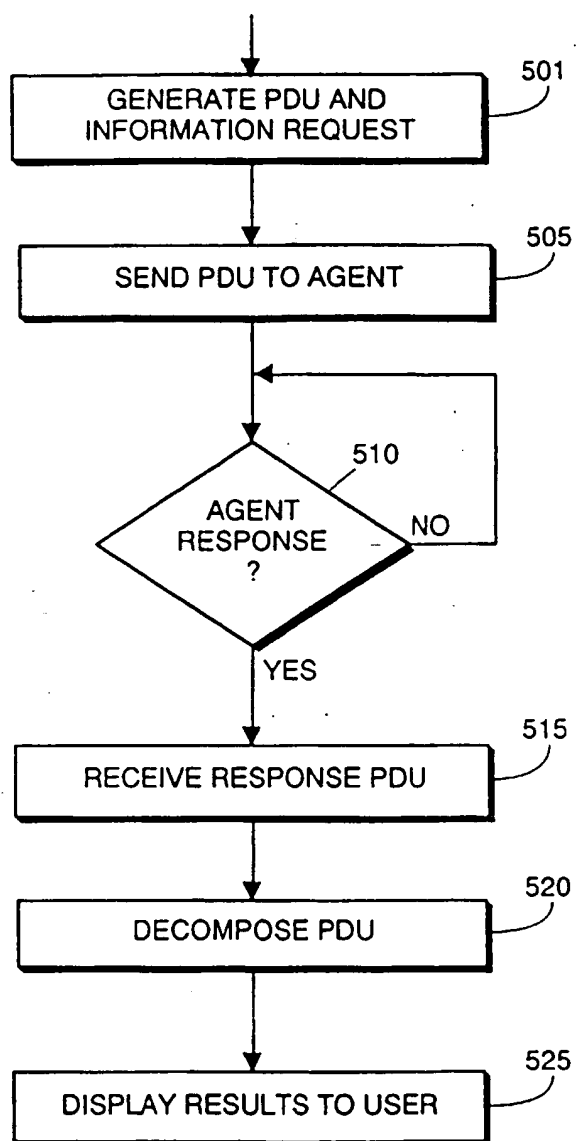 501
GENERATE PDU AND
INFORMATION REQUEST
505
SEND PDU TO AGENT
510
AGENT
RESPONSE
?
NO
YES
515
RECEIVE RESPONSE PDU
520
DECOMPOSE PDU
525
DISPLAY RESULTS TO USER